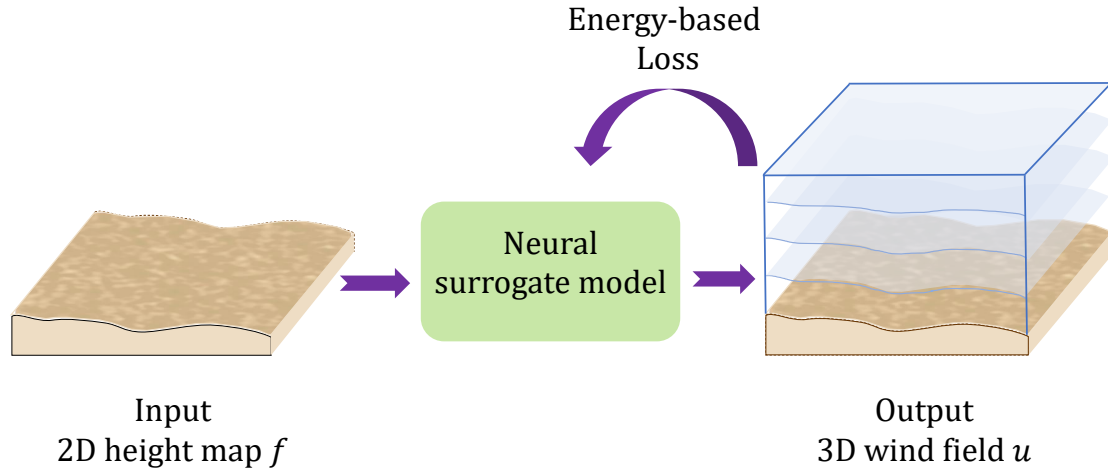 Energy-based
Loss
Neural
surrogate model
Input
2D height map f
Output
3D wind field u